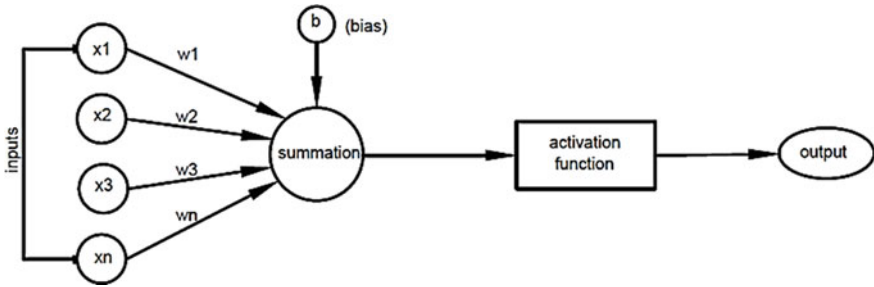 b
(bias)
x1
w1
x2
w2
inputs
summation
activation
function
output
x3
w3
wn
xn